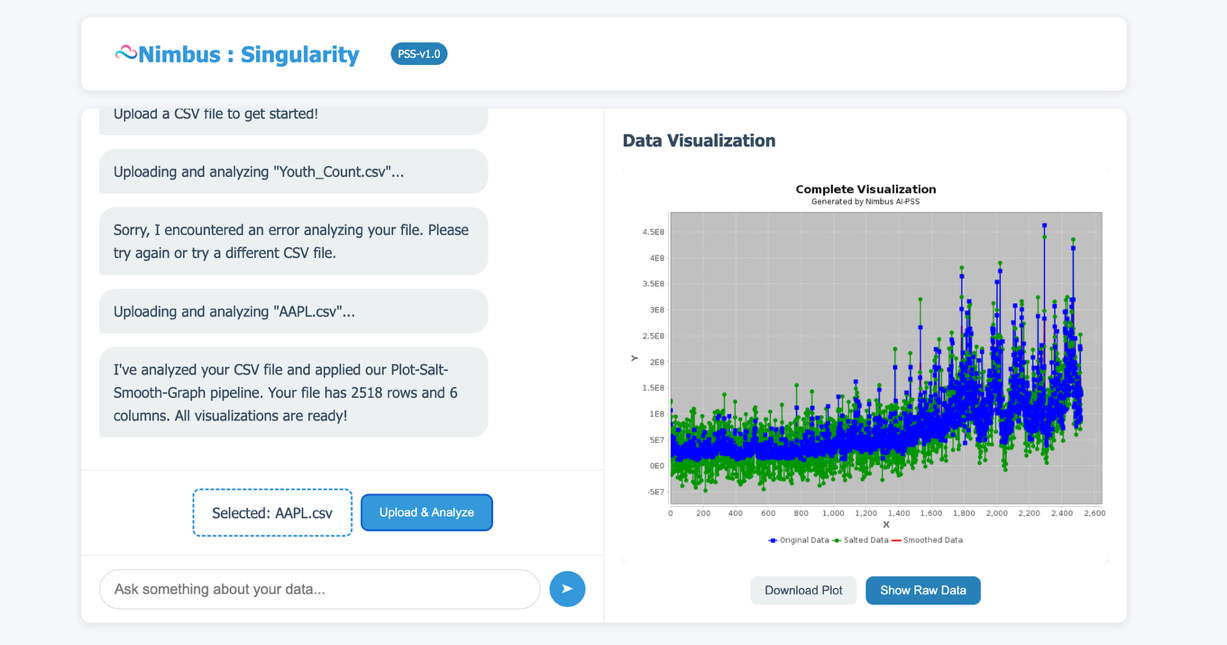 Nimbus : Singularity
PSS-v1.0
Upload a CSV file to get started!
Uploading and analyzing "Youth_Count.csv"...
Sorry, I encountered an error analyzing your file. Please
try again or try a different CSV file.
Uploading and analyzing "AAPL.csv"...
I've analyzed your CSV file and applied our Plot-Salt-
Smooth-Graph pipeline. Your file has 2518 rows and 6
columns. All visualizations are ready!
Selected: AAPL.csv
Upload & Analyze
Ask something about your data...
Data Visualization
Complete Visualization
Generated by Nimbus AI-PSS
4.5E8
4E8
3.5E8
3E8
2.5E8
2E8
1.5E8
1E8
5E7
0E0
-5E7
Y
0 200 400 600 800 1,000 1,200 1,400 1,600 1,800 2,000 2,200 2,400 2,600
X
Original Data Salted Data Smoothed Data
Download Plot
Show Raw Data